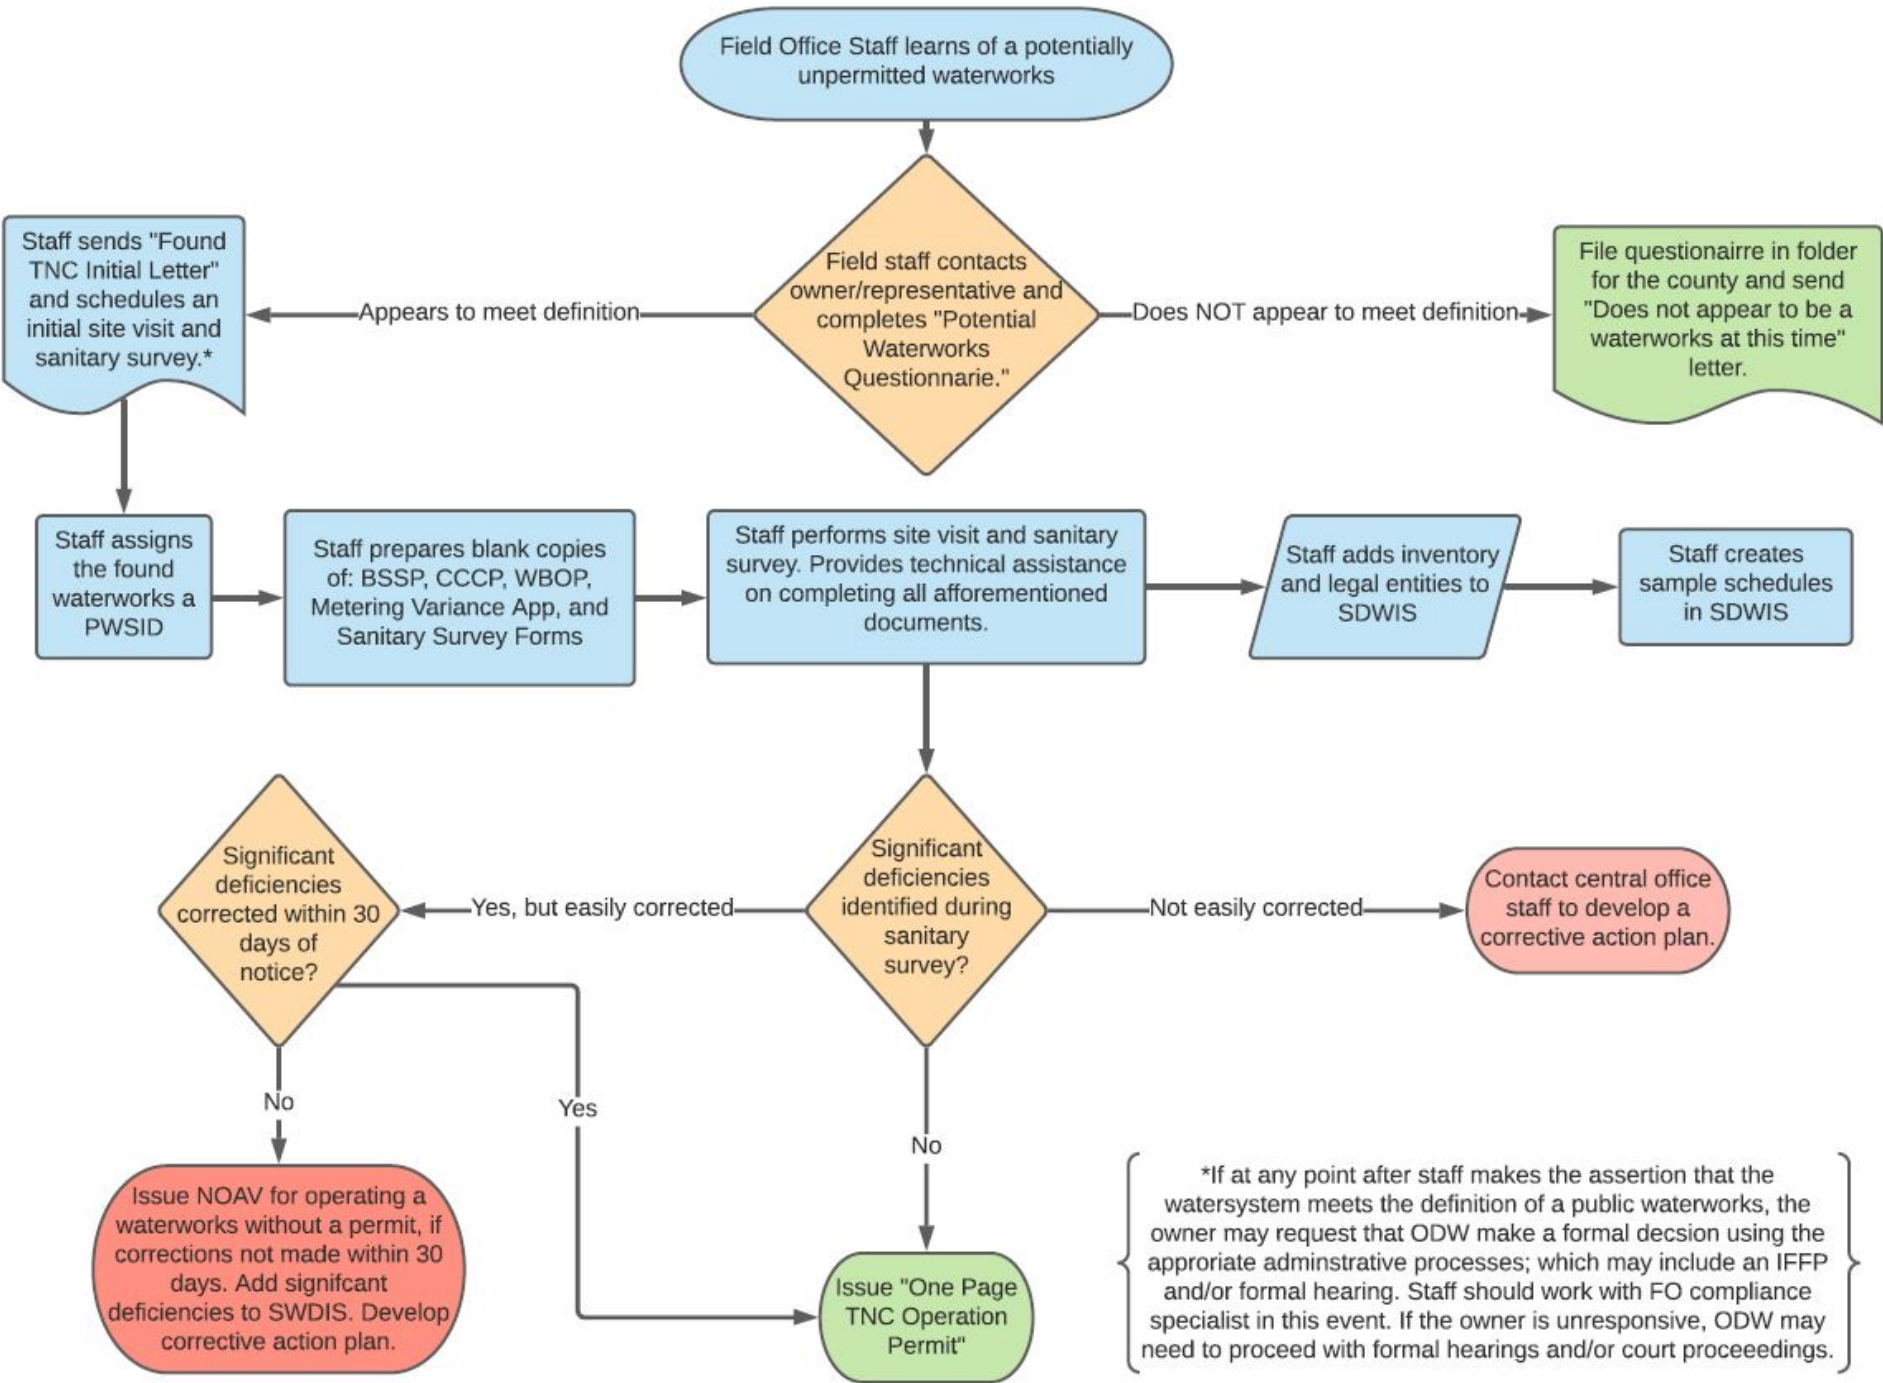 Field Office Staff learns of a potentially
unpermitted waterworks
Staff sends "Found
TNC Initial Letter"
and schedules an
initial site visit and
sanitary survey.*
Appears to meet definition
Field staff contacts
owner/representative and
completes "Potential
Waterworks
Questionnarie."
Does NOT appear to meet definition
File questionairre in folder
for the county and send
"Does not appear to be a
waterworks at this time"
letter.
Staff assigns
the found
waterworks a
PWSID
Staff prepares blank copies
of: BSSP, CCCP, WBOP,
Metering Variance App, and
Sanitary Survey Forms
Staff performs site visit and sanitary
survey. Provides technical assistance
on completing all afforementioned
documents.
Staff adds inventory
and legal entities to
SDWIS
Staff creates
sample schedules
in SDWIS
Significant
deficiencies
corrected within 30
days of
notice?
Yes, but easily corrected
Significant
deficiencies
identified during
sanitary
survey?
Not easily corrected
Contact central office
staff to develop a
corrective action plan.
No
Yes
No
Issue NOAV for operating a
waterworks without a permit, if
corrections not made within 30
days. Add signifcant
deficiencies to SWDIS. Develop
corrective action plan.
Issue "One Page
TNC Operation
Permit"
*If at any point after staff makes the assertion that the
watersystem meets the definition of a public waterworks, the
owner may request that ODW make a formal decsion using the
approriate adminstrative processes; which may include an IFFP
and/or formal hearing. Staff should work with FO compliance
specialist in this event. If the owner is unresponsive, ODW may
need to proceed with formal hearings and/or court proceeedings.